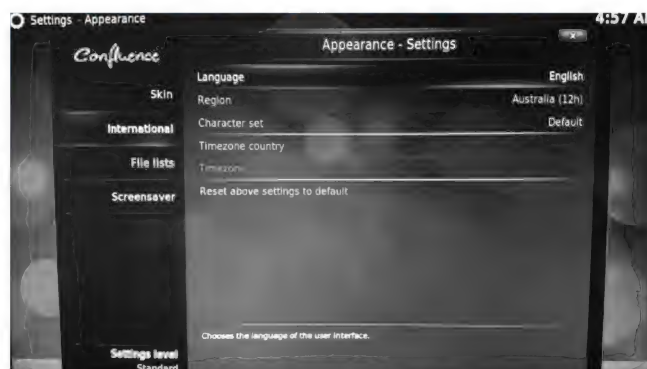 Settings - Appearance
4:57 A
Confluence
Appearance - Settings
x
Skin
International
File lists
Screensaver
Language English
Region Australia (12h)
Character set Default
Timezone country
Timezone
Reset above settings to default
Chooses the language of the user interface.
Settings level
Standard